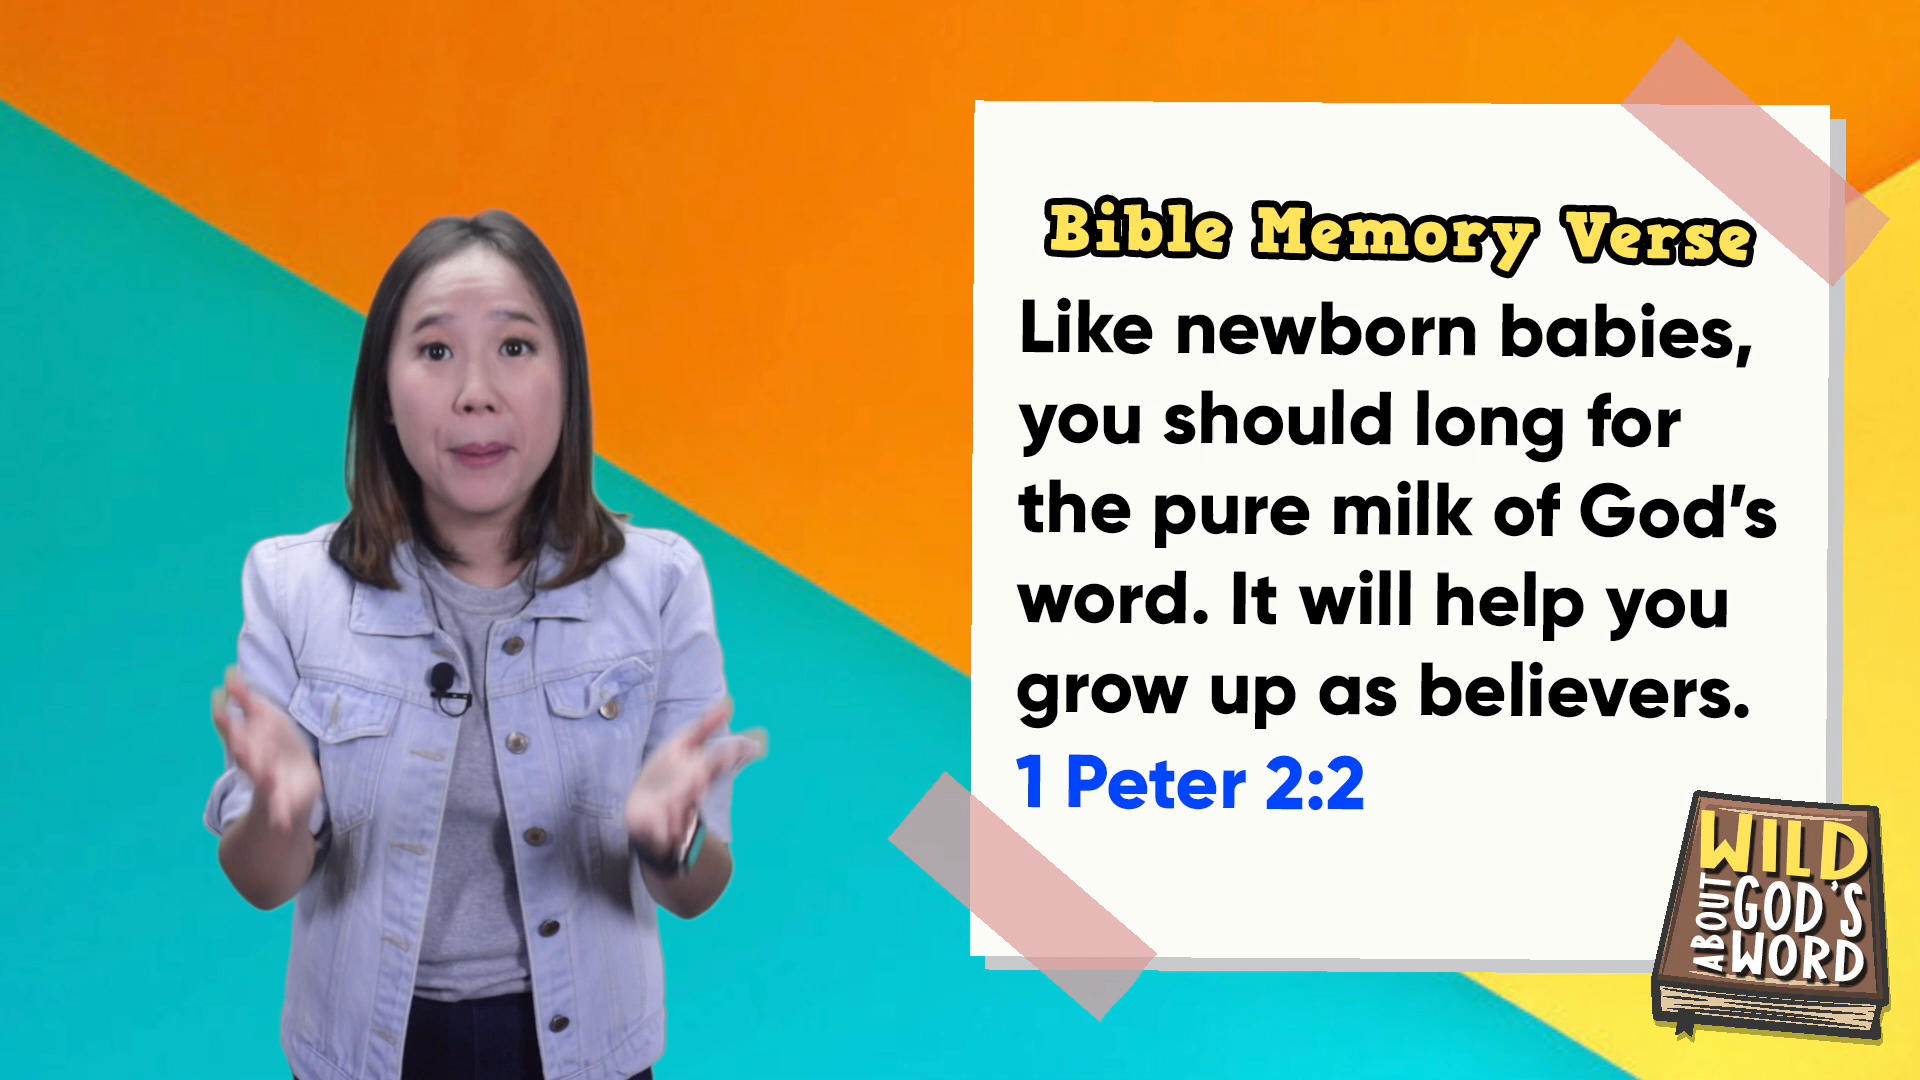 Bible Memory Verse
Like newborn babies,
you should long for
the pure milk of God's
word. It will help you
grow up as believers.
1 Peter 2:2
WILD
ABOUT
GOD'S
WORD